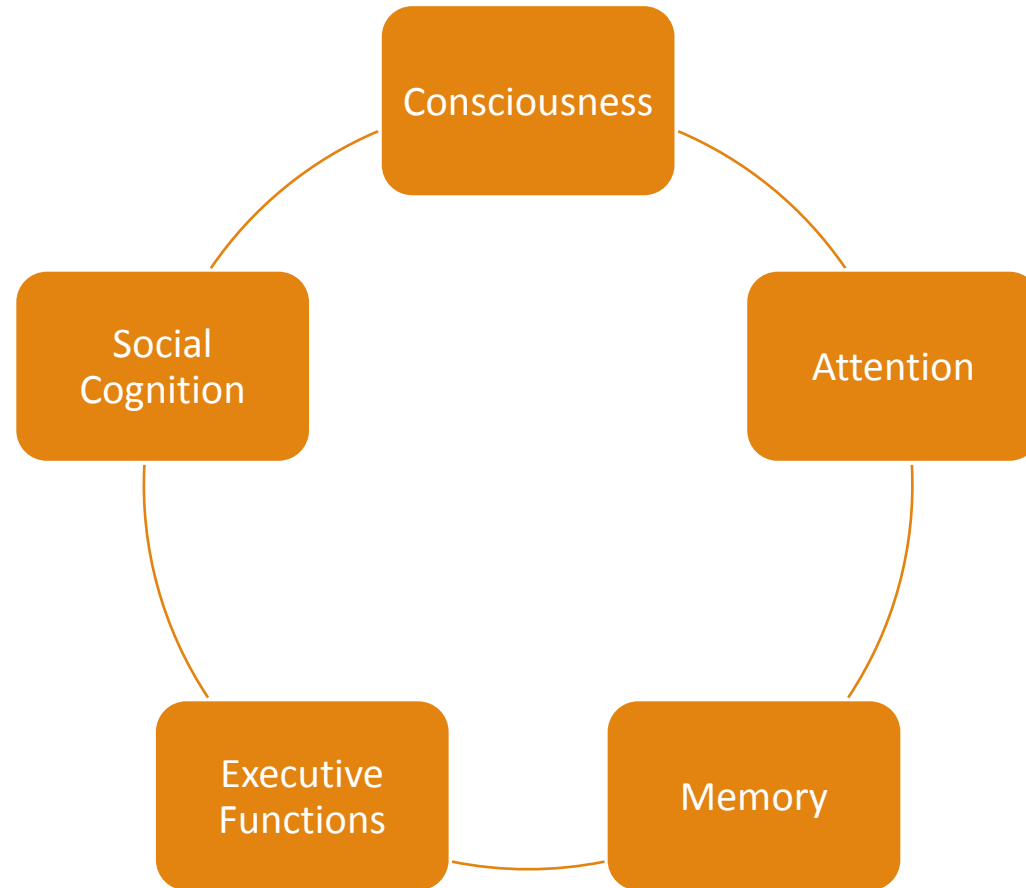 Consciousness
Attention
Memory
Executive
Functions
Social
Cognition